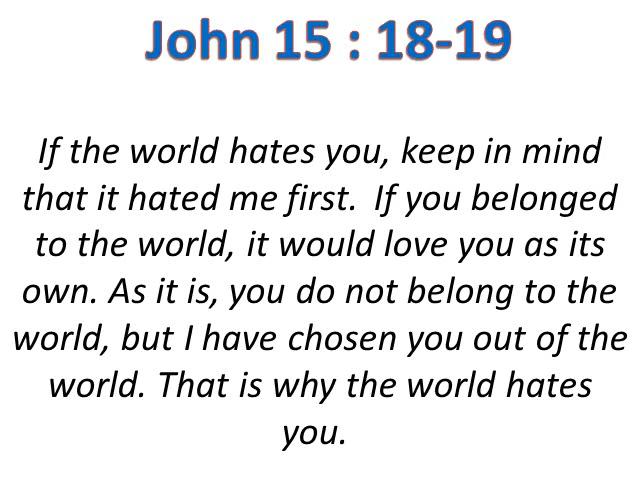 John 15 : 18-19
If the world hates you, keep in mind
that it hated me first.  If you belonged
to the world, it would love you as its
own. As it is, you do not belong to the
world, but I have chosen you out of the
world. That is why the world hates
you.